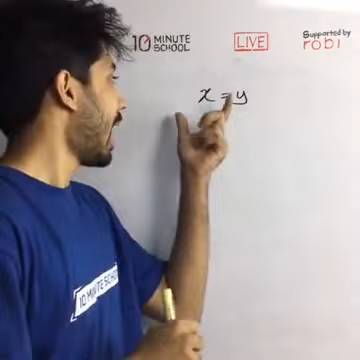 10 MINUTE SCHOOL
LIVE
Supported by robi
x = y
10 MINUTE SCHOOL